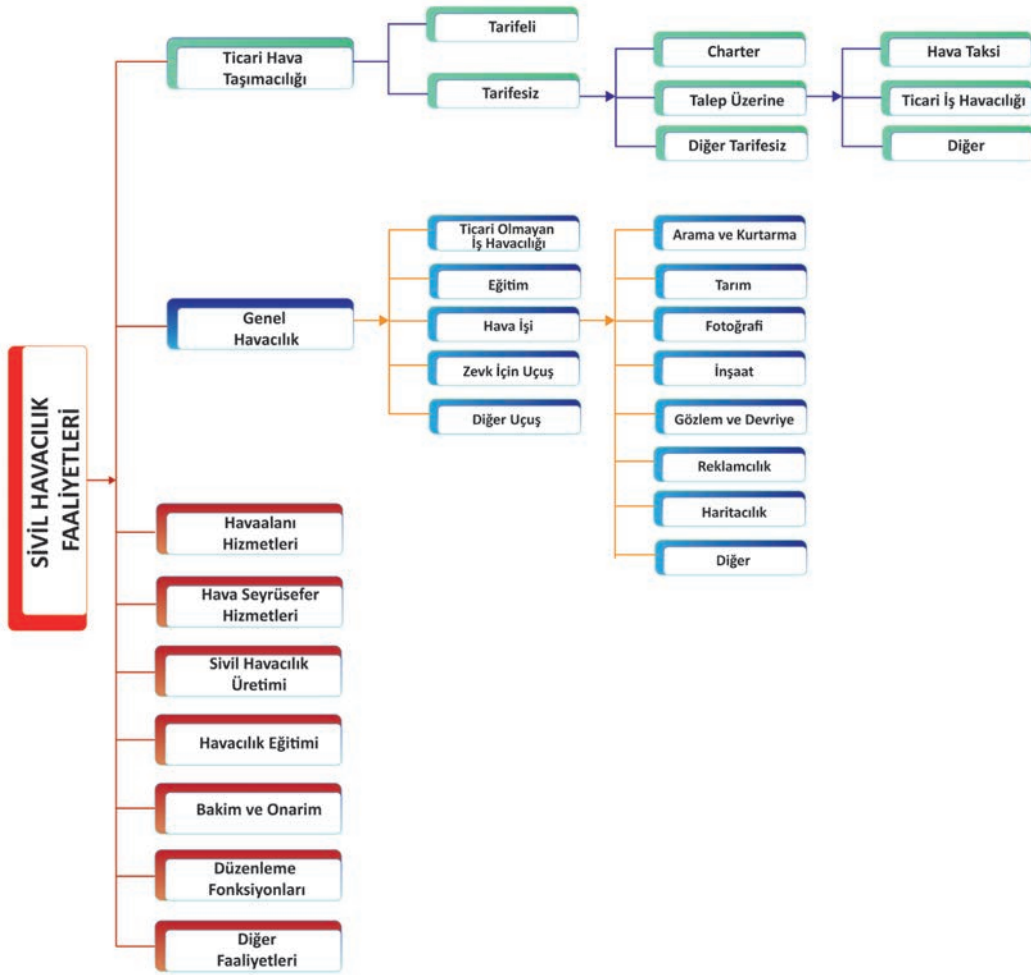 SİVİL HAVACILIK
FAALİYETLERİ
Ticari Hava
Taşımacılığı
Tarifeli
Tarifesiz
Charter
Talep Üzerine
Diğer Tarifesiz
Hava Taksi
Ticari İş Havacılığı
Diğer
Genel
Havacılık
Ticari Olmayan
İş Havacılığı
Eğitim
Hava İşi
Zevk İçin Uçuş
Diğer Uçuş
Arama ve Kurtarma
Tarım
Fotoğrafi
İnşaat
Gözlem ve Devriye
Reklamcılık
Haritacılık
Diğer
Havaalanı
Hizmetleri
Hava Seyrüsefer
Hizmetleri
Sivil Havacılık
Üretimi
Havacılık Eğitimi
Bakim ve Onarim
Düzenleme
Fonksiyonları
Diğer
Faaliyetleri